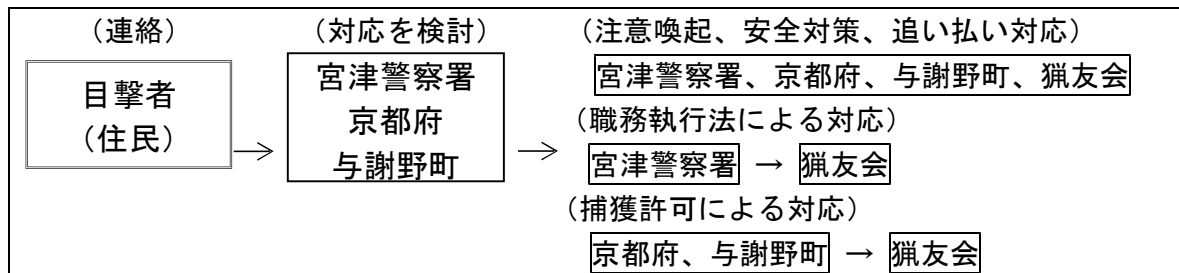 (連絡)
目撃者
(住民)
→
(対応を検討)
宮津警察署
京都府
与謝野町
→
(注意喚起、安全対策、追い払い対応)
宮津警察署、京都府、与謝野町、猟友会
(職務執行法による対応)
宮津警察署 → 猟友会
(捕獲許可による対応)
京都府、与謝野町 → 猟友会